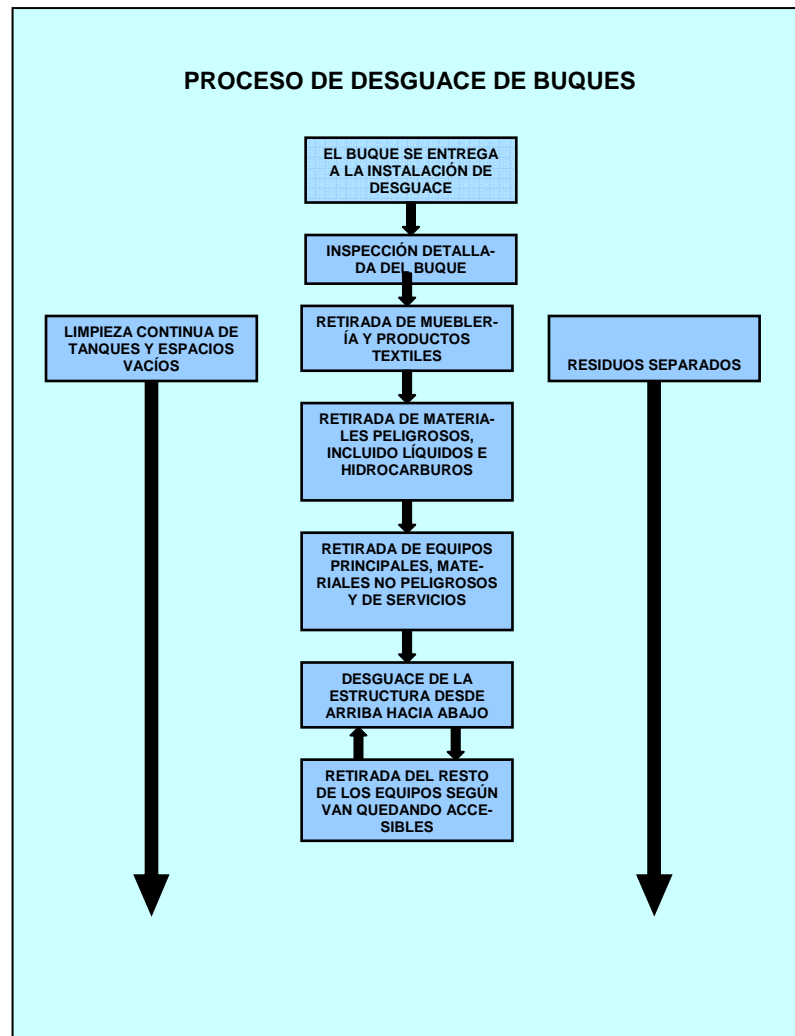 PROCESO DE DESGUACE DE BUQUES
EL BUQUE SE ENTREGA
A LA INSTALACIÓN DE
DESGUACE
INSPECCIÓN DETALLA-
DA DEL BUQUE
LIMPIEZA CONTINUA DE
TANQUES Y ESPACIOS
VACÍOS
RETIRADA DE MUEBLER-
ÍA Y PRODUCTOS
TEXTILES
RESIDUOS SEPARADOS
RETIRADA DE MATERIA-
LES PELIGROSOS,
INCLUIDO LÍQUIDOS E
HIDROCARBUROS
RETIRADA DE EQUIPOS
PRINCIPALES, MATE-
RIALES NO PELIGROSOS
Y DE SERVICIOS
DESGUACE DE LA
ESTRUCTURA DESDE
ARRIBA HACIA ABAJO
RETIRADA DEL RESTO
DE LOS EQUIPOS SEGÚN
VAN QUEDANDO ACCE-
SIBLES